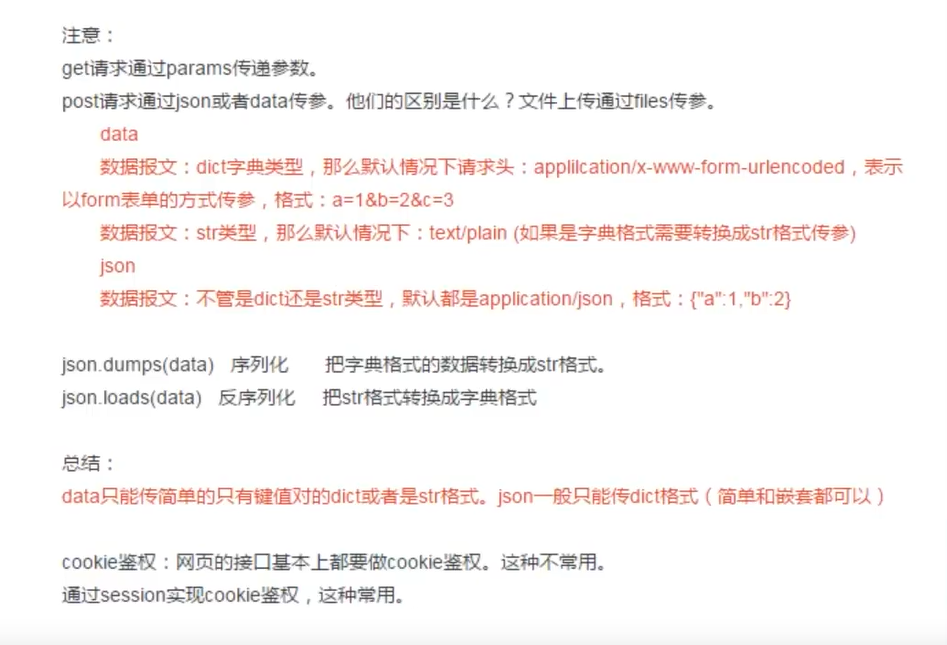 注意：
get请求通过params传递参数。
post请求通过json或者data传参。他们的区别是什么？文件上传通过files传参。
data
数据报文：dict字典类型，那么默认情况下请求头：applilcation/x-www-form-urlencoded，表示
以form表单的方式传参，格式：a=1&b=2&c=3
数据报文：str类型，那么默认情况下：text/plain (如果是字典格式需要转换成str格式传参)
json
数据报文：不管是dict还是str类型，默认都是application/json，格式：{"a":1,"b":2}
json.dumps(data) 序列化 把字典格式的数据转换成str格式。
json.loads(data) 反序列化 把str格式转换成字典格式
总结：
data只能传简单的只有键值对的dict或者是str格式。json一般只能传dict格式（简单和嵌套都可以）
cookie鉴权：网页的接口基本上都要做cookie鉴权。这种不常用。
通过session实现cookie鉴权，这种常用。